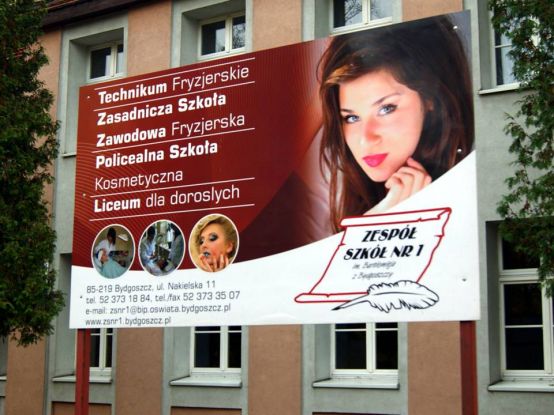 Technikum Fryzjerskie
Zasadnicza Szkoła
Zawodowa Fryzjerska
Policealna Szkoła
Kosmetyczna
Liceum dla dorosłych
ZESPÓŁ
SZKÓŁ NR 1
im. Bartłomieja
z Bydgoszczy
85-219 Bydgoszcz, ul. Nakielska 11
tel. 52 373 18 84, tel./fax 52 373 35 07
e-mail: zsnr1@bip.oswiata.bydgoszcz.pl
www.zsnr1.bydgoszcz.pl